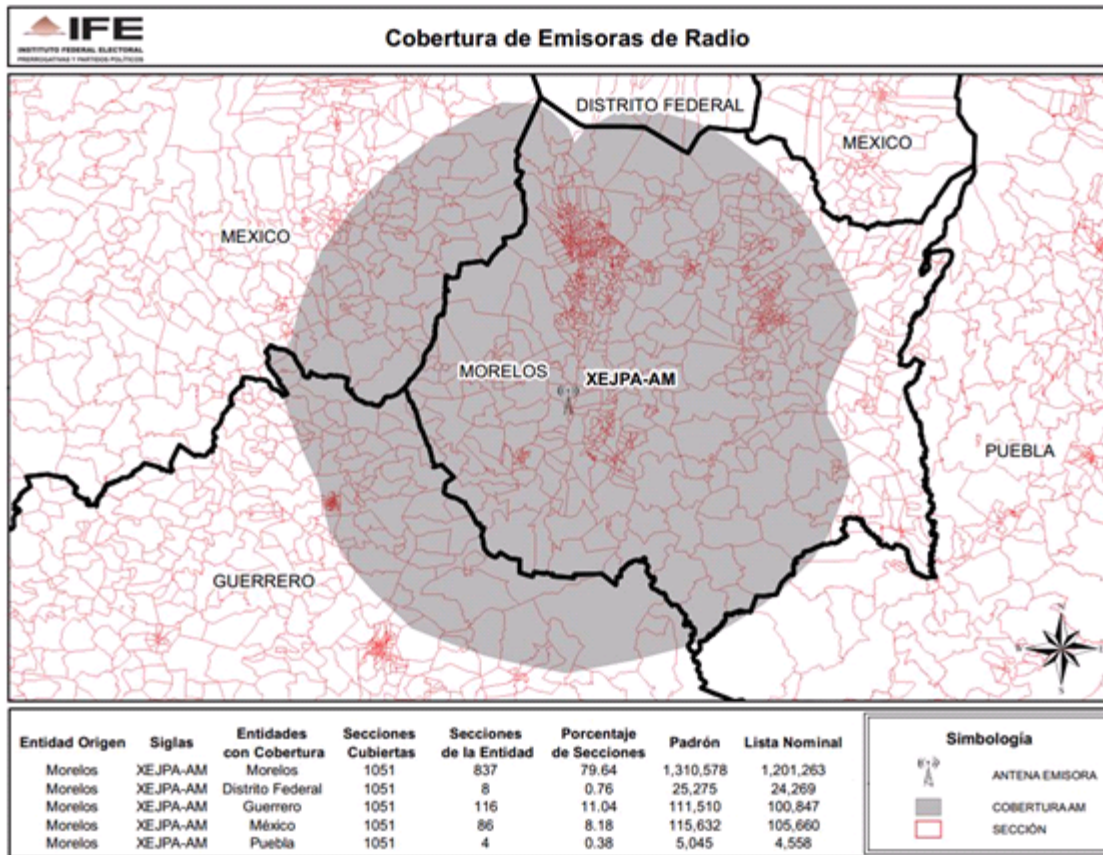 IFE
INSTITUTO FEDERAL ELECTORAL
PRERROGATIVAS Y PARTIDOS POLÍTICOS
Cobertura de Emisoras de Radio
DISTRITO FEDERAL
MEXICO
MEXICO
MORELOS
XEJPA-AM
PUEBLA
GUERRERO
N
S
Entidad Origen Siglas Entidades con Cobertura Secciones Cubiertas Secciones de la Entidad Porcentaje de Secciones Padrón Lista Nominal
Morelos XEJPA-AM Morelos 1051 837 79.64 1,310,578 1,201,263
Morelos XEJPA-AM Distrito Federal 1051 8 0.76 25,275 24,269
Morelos XEJPA-AM Guerrero 1051 116 11.04 111,510 100,847
Morelos XEJPA-AM México 1051 86 8.18 115,632 105,660
Morelos XEJPA-AM Puebla 1051 4 0.38 5,045 4,558
Simbología
ANTENA EMISORA
COBERTURA AM
SECCIÓN